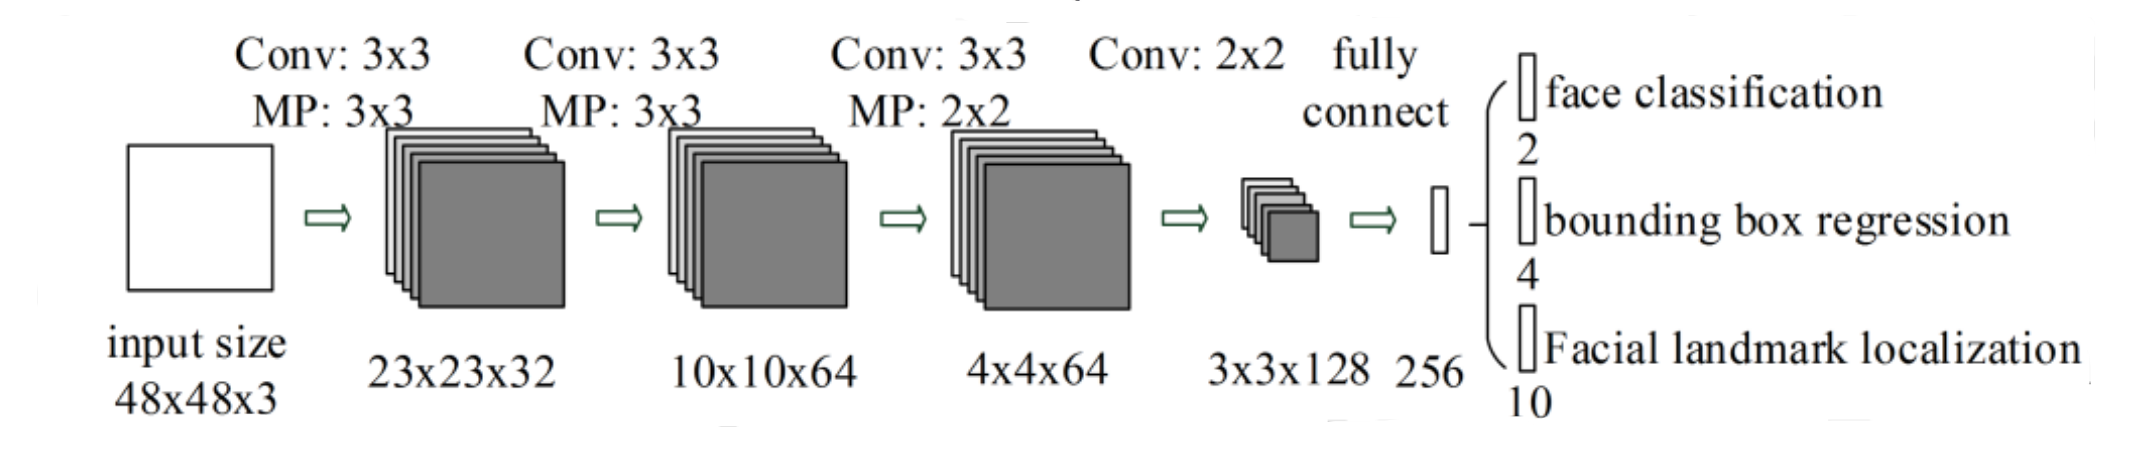 Conv: 3x3
MP: 3x3
Conv: 3x3
MP: 3x3
Conv: 3x3
MP: 2x2
Conv: 2x2
fully
connect
input size
48x48x3
23x23x32
10x10x64
4x4x64
3x3x128
256
face classification
2
bounding box regression
4
Facial landmark localization
10